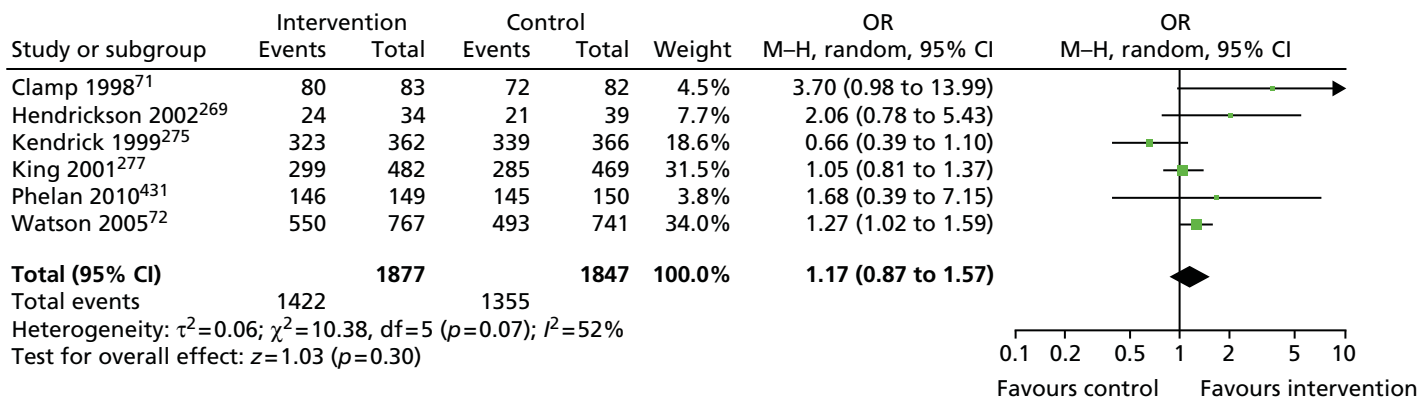 Intervention Control OR OR
Study or subgroup Events Total Events Total Weight M–H, random, 95% CI M–H, random, 95% CI
Clamp 1998⁷¹ 80 83 72 82 4.5% 3.70 (0.98 to 13.99)
Hendrickson 2002²⁶⁹ 24 34 21 39 7.7% 2.06 (0.78 to 5.43)
Kendrick 1999²⁷⁵ 323 362 339 366 18.6% 0.66 (0.39 to 1.10)
King 2001²⁷⁷ 299 482 285 469 31.5% 1.05 (0.81 to 1.37)
Phelan 2010⁴³¹ 146 149 145 150 3.8% 1.68 (0.39 to 7.15)
Watson 2005⁷² 550 767 493 741 34.0% 1.27 (1.02 to 1.59)
Total (95% CI) 1877 1847 100.0% 1.17 (0.87 to 1.57)
Total events 1422 1355
Heterogeneity: τ²=0.06; χ²=10.38, df=5 (p=0.07); I²=52%
Test for overall effect: z=1.03 (p=0.30)
0.1 0.2 0.5 1 2 5 10
Favours control Favours intervention